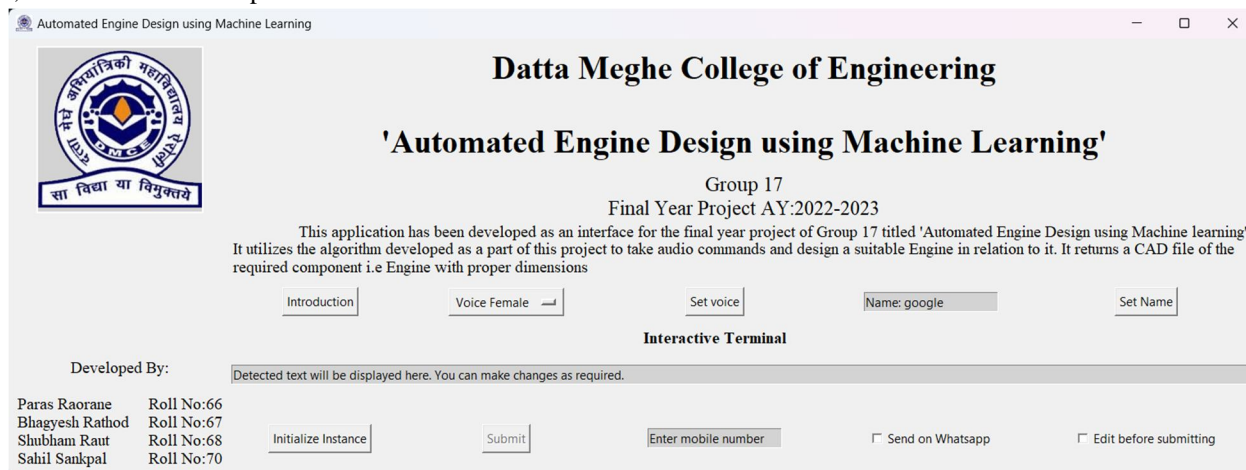 Automated Engine Design using Machine Learning
दत्ता मेघे अभियांत्रिकी महाविद्यालय ऐरोली
DMCE
सा विद्या या विमुक्तये
Datta Meghe College of Engineering
'Automated Engine Design using Machine Learning'
Group 17
Final Year Project AY:2022-2023
This application has been developed as an interface for the final year project of Group 17 titled 'Automated Engine Design using Machine learning'
It utilizes the algorithm developed as a part of this project to take audio commands and design a suitable Engine in relation to it. It returns a CAD file of the
required component i.e Engine with proper dimensions
Introduction Voice Female Set voice Name: google Set Name
Interactive Terminal
Developed By:
Detected text will be displayed here. You can make changes as required.
Paras Raorane Roll No:66
Bhagyesh Rathod Roll No:67
Shubham Raut Roll No:68
Sahil Sankpal Roll No:70
Initialize Instance Submit Enter mobile number Send on Whatsapp Edit before submitting